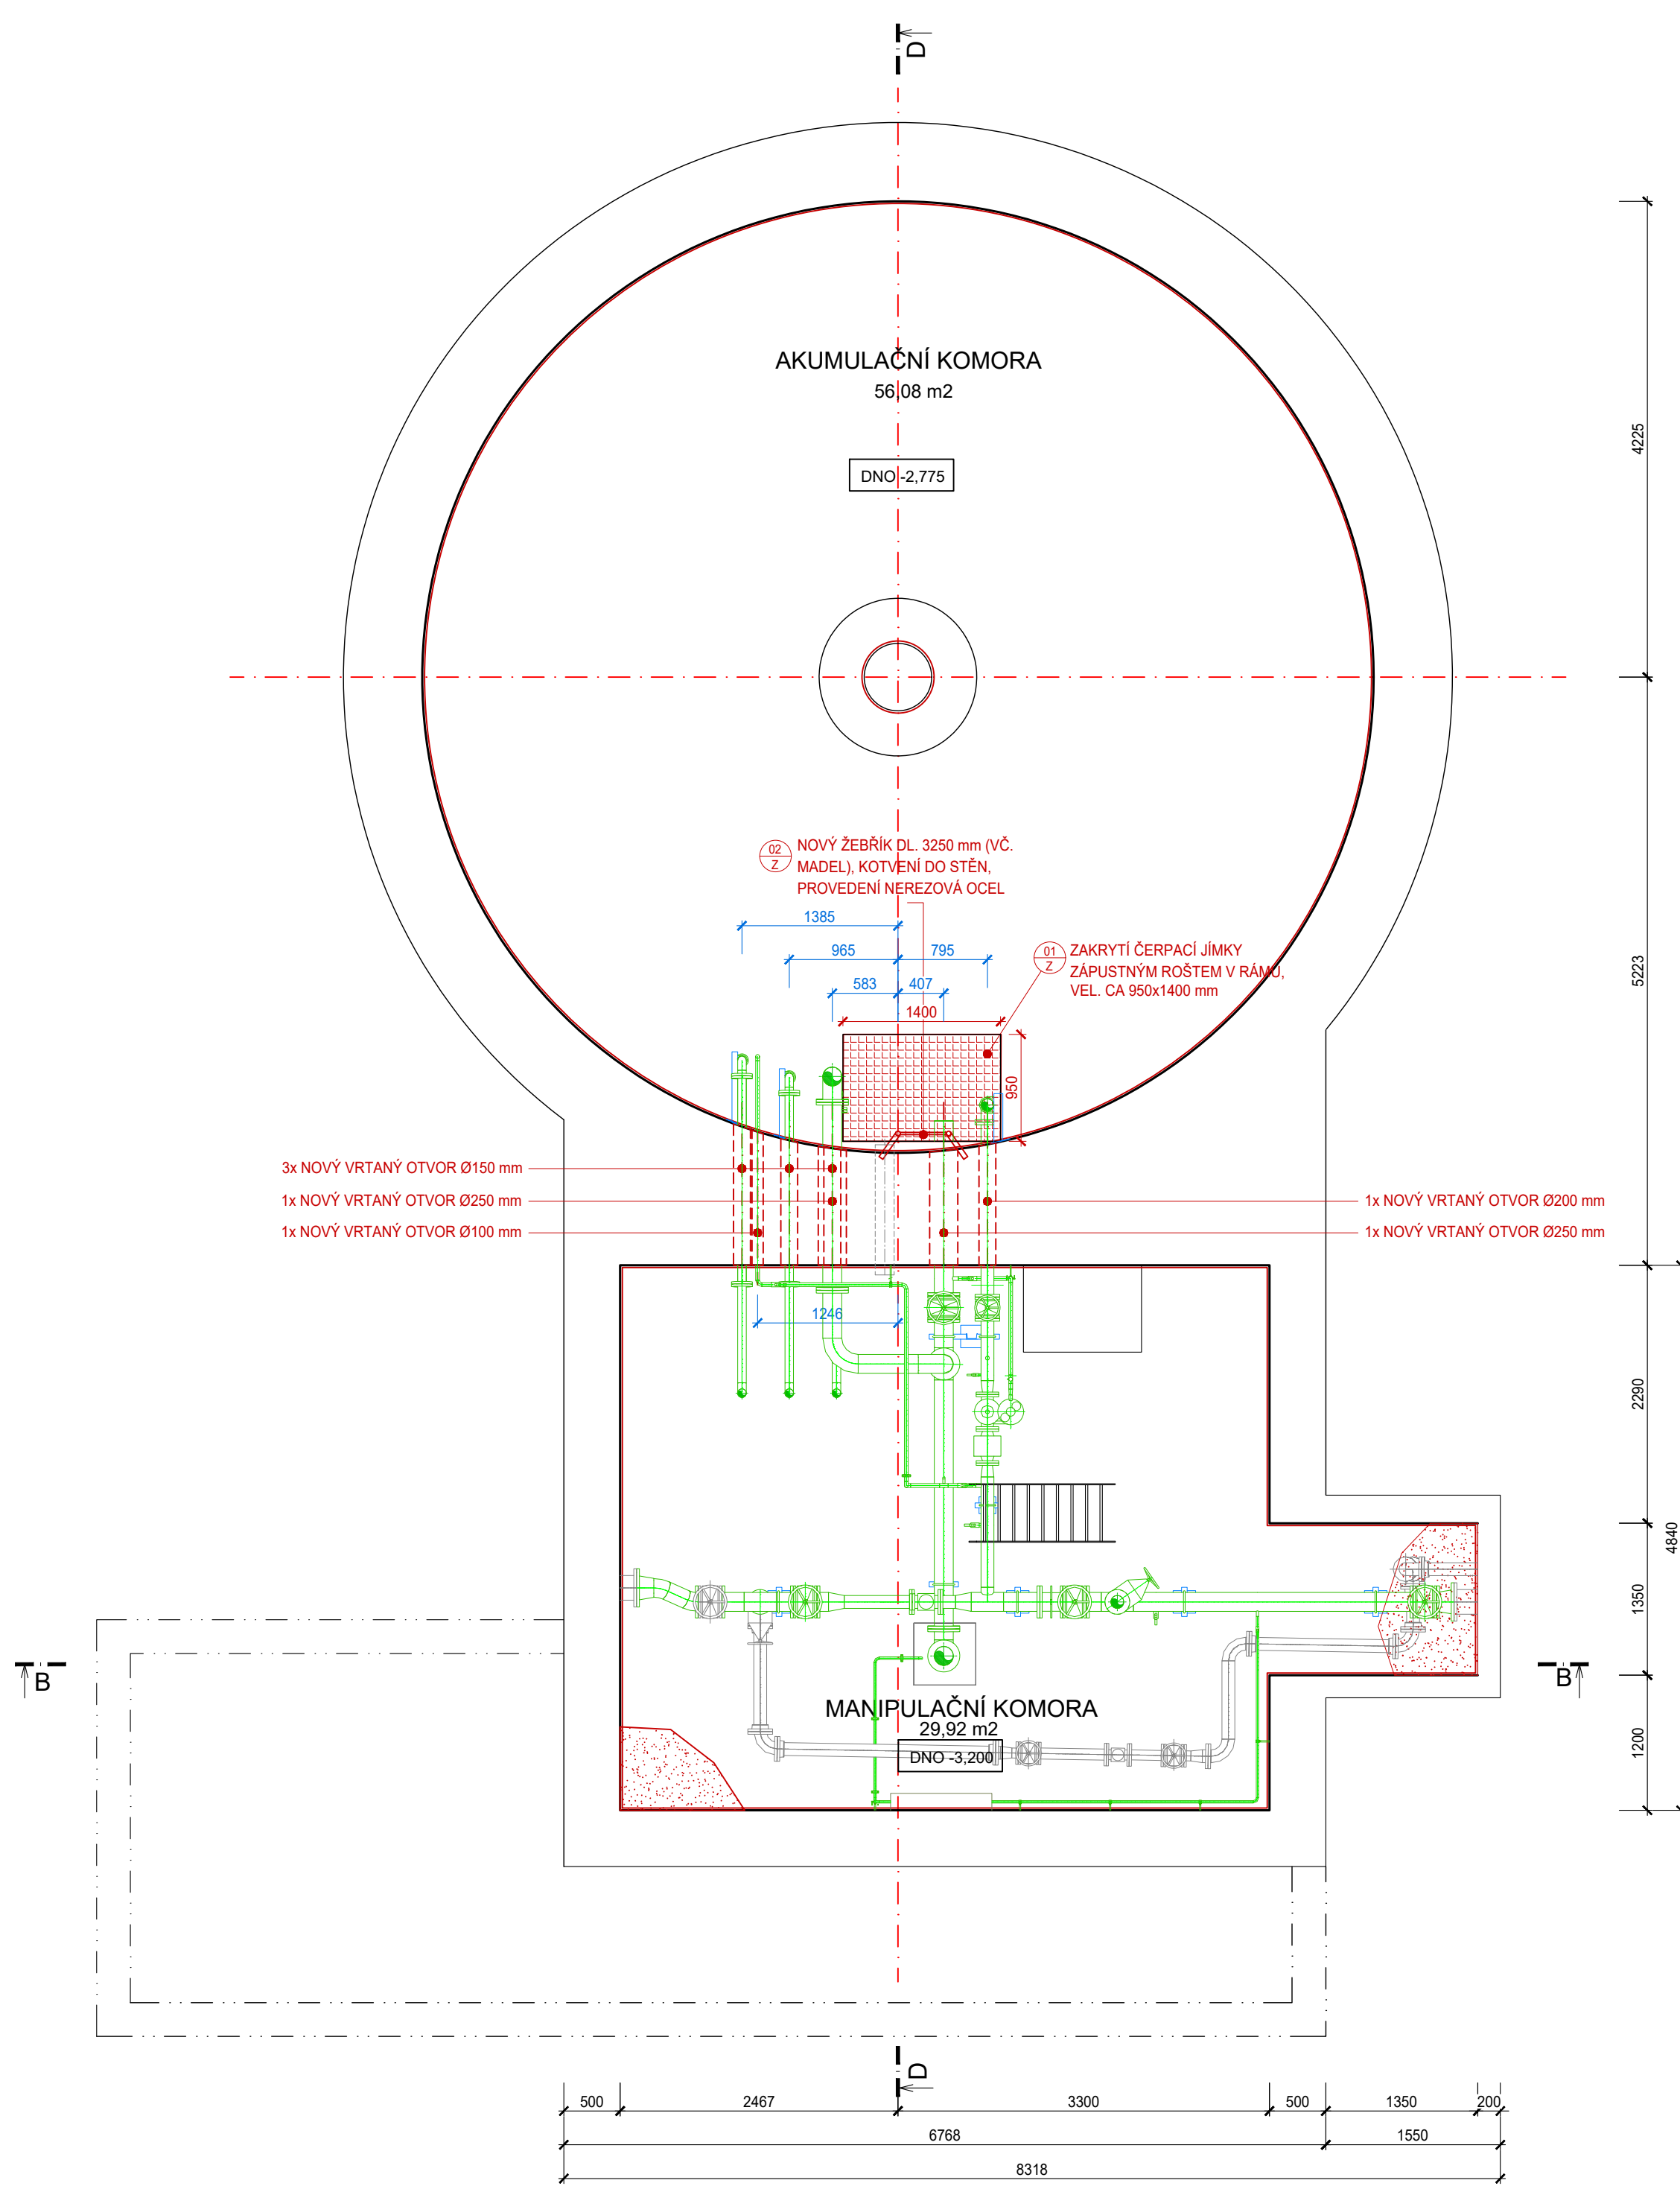 D
AKUMULAČNÍ KOMORA
56,08 m2
DNO -2,775
4225
02
Z
NOVÝ ŽEBŘÍK DL. 3250 mm (VČ.
MADEL), KOTVENÍ DO STĚN,
PROVEDENÍ NEREZOVÁ OCEL
1385
965
795
583
407
1400
950
01
Z
ZAKRYTÍ ČERPACÍ JÍMKY
ZÁPUSTNÝM ROŠTEM V RÁMU,
VEL. CA 950x1400 mm
5223
3x NOVÝ VRTANÝ OTVOR Ø150 mm
1x NOVÝ VRTANÝ OTVOR Ø250 mm
1x NOVÝ VRTANÝ OTVOR Ø100 mm
1x NOVÝ VRTANÝ OTVOR Ø200 mm
1x NOVÝ VRTANÝ OTVOR Ø250 mm
1246
2290
4840
1350
1200
B
B
MANIPULAČNÍ KOMORA
29,92 m2
DNO -3,200
D
500
2467
3300
500
1350
200
6768
1550
8318